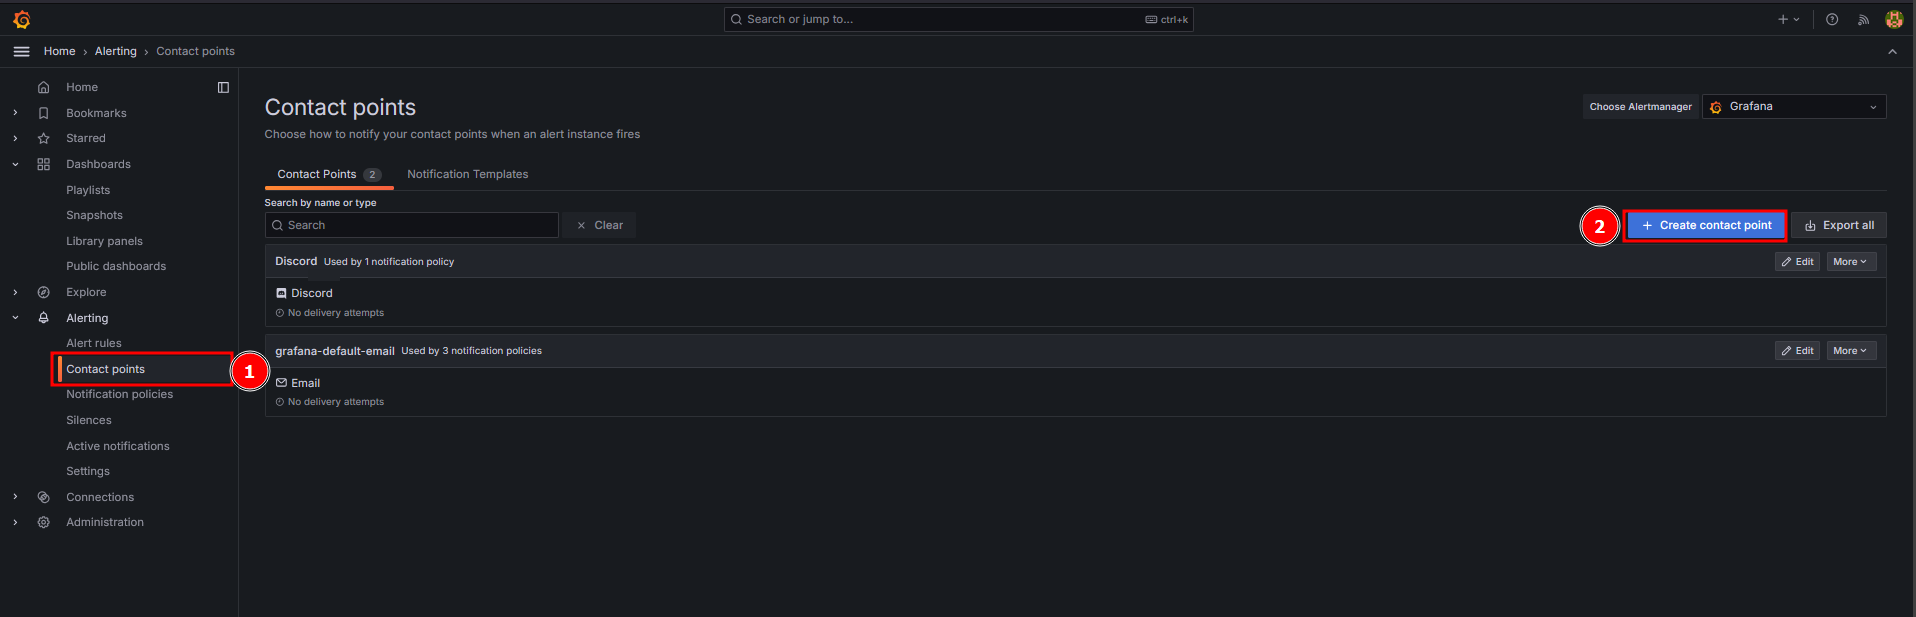 Search or jump to...
ctrl+k
Home › Alerting › Contact points
Home
Bookmarks
Starred
Dashboards
Playlists
Snapshots
Library panels
Public dashboards
Explore
Alerting
Alert rules
Contact points
1
Notification policies
Silences
Active notifications
Settings
Connections
Administration
Contact points
Choose how to notify your contact points when an alert instance fires
Choose Alertmanager
Grafana
Contact Points 2
Notification Templates
Search by name or type
Search
Clear
2
+ Create contact point
Export all
Discord Used by 1 notification policy
Edit
More
Discord
No delivery attempts
grafana-default-email Used by 3 notification policies
Edit
More
Email
No delivery attempts